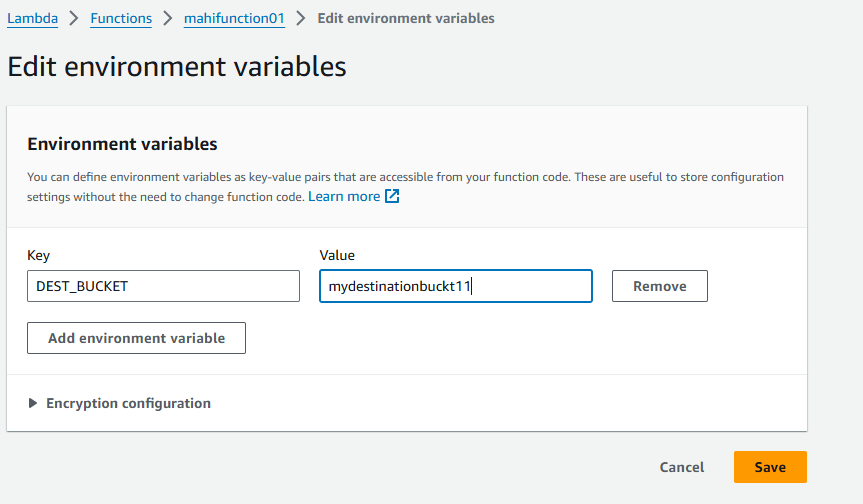 Lambda > Functions > mahifunction01 > Edit environment variables
Edit environment variables
Environment variables
You can define environment variables as key-value pairs that are accessible from your function code. These are useful to store configuration
settings without the need to change function code. Learn more
Key Value
DEST_BUCKET mydestinationbuckt11 Remove
Add environment variable
Encryption configuration
Cancel Save